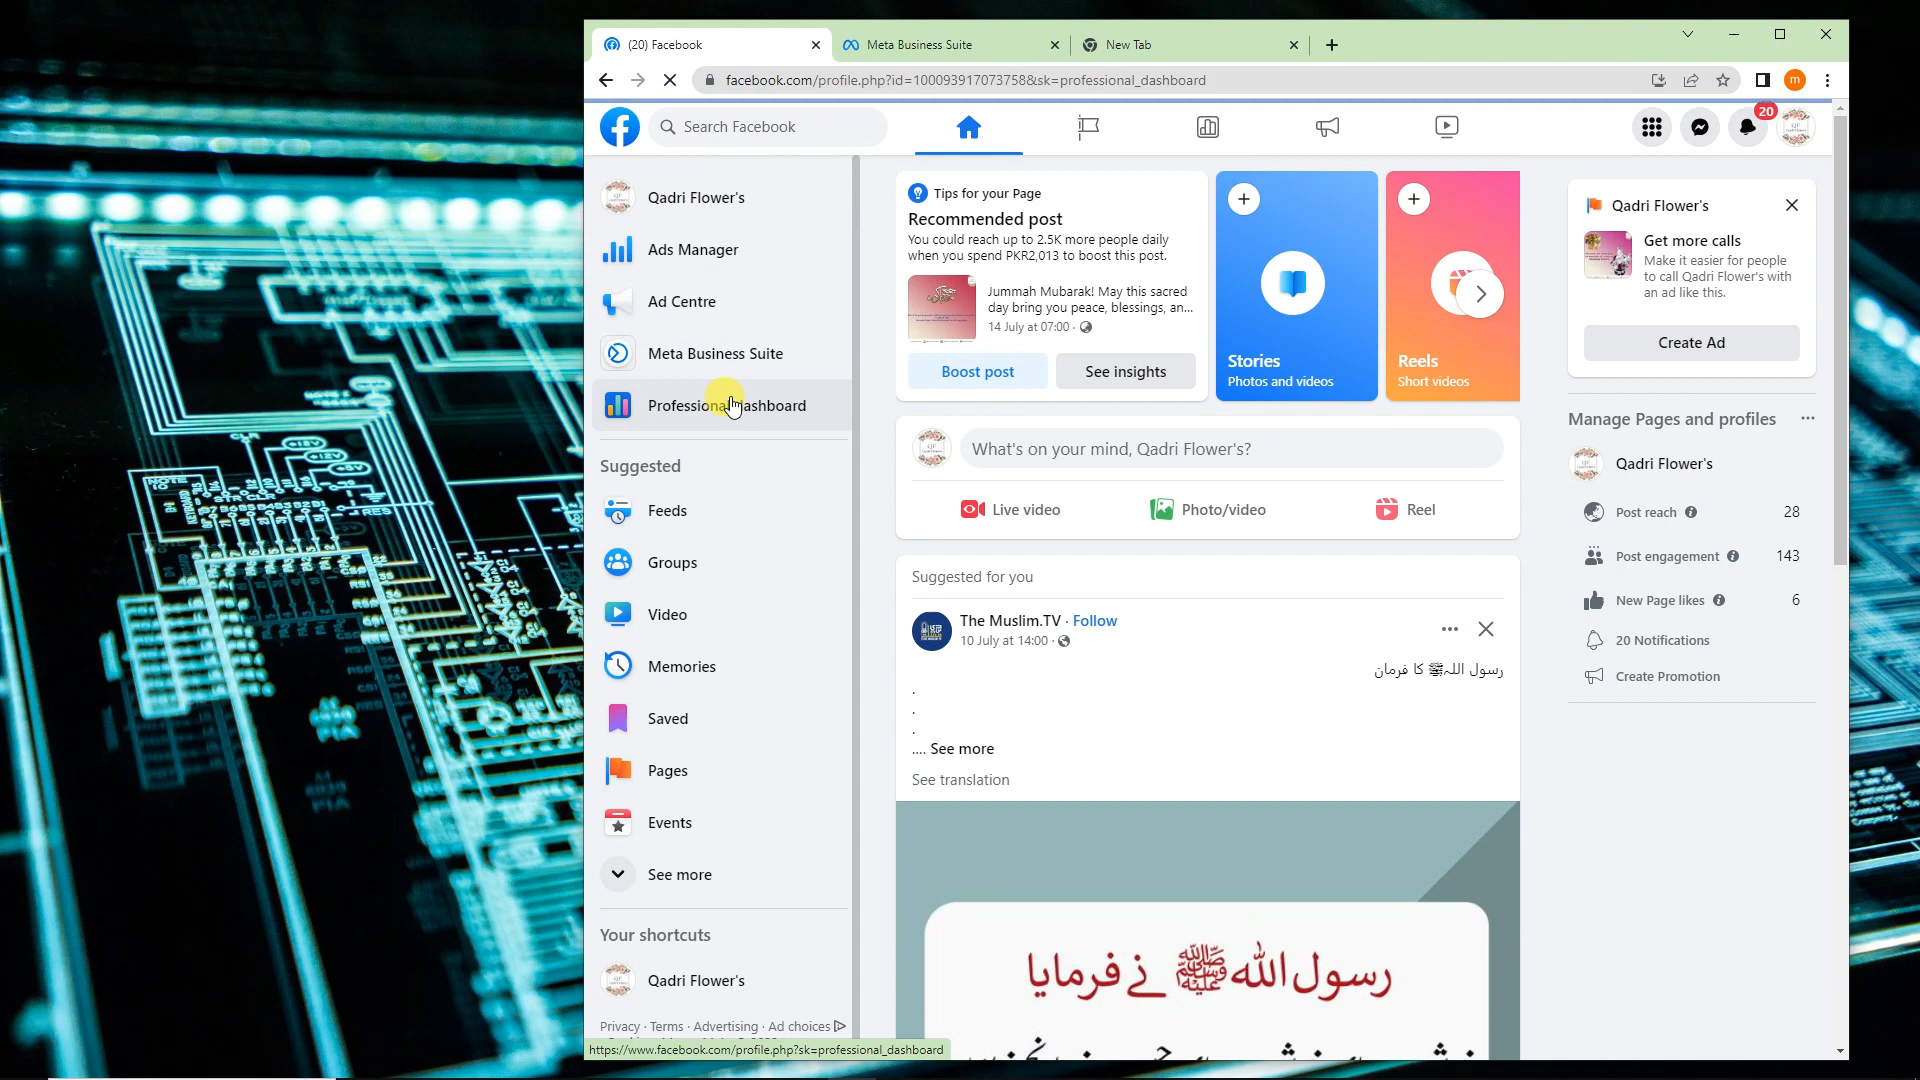 (20) Facebook
Meta Business Suite
New Tab
facebook.com/profile.php?id=100093917073758&sk=professional_dashboard
m
Search Facebook
20
Qadri Flower's
Ads Manager
Ad Centre
Meta Business Suite
Professional dashboard
Suggested
Feeds
Groups
Video
Memories
Saved
Pages
Events
See more
Your shortcuts
Qadri Flower's
Privacy · Terms · Advertising · Ad choices
https://www.facebook.com/profile.php?sk=professional_dashboard
Tips for your Page
Recommended post
You could reach up to 2.5K more people daily
when you spend PKR2,013 to boost this post.
Jummah Mubarak! May this sacred
day bring you peace, blessings, an...
14 July at 07:00 ·
Boost post
See insights
Stories
Photos and videos
Reels
Short videos
What's on your mind, Qadri Flower's?
Live video
Photo/video
Reel
Suggested for you
The Muslim.TV · Follow
10 July at 14:00 ·
رسول اللہ ﷺ کا فرمان
.
.
.
.... See more
See translation
رسول الله ﷺ نے فرمایا
Qadri Flower's
Get more calls
Make it easier for people
to call Qadri Flower's with
an ad like this.
Create Ad
Manage Pages and profiles
Qadri Flower's
Post reach 28
Post engagement 143
New Page likes 6
20 Notifications
Create Promotion